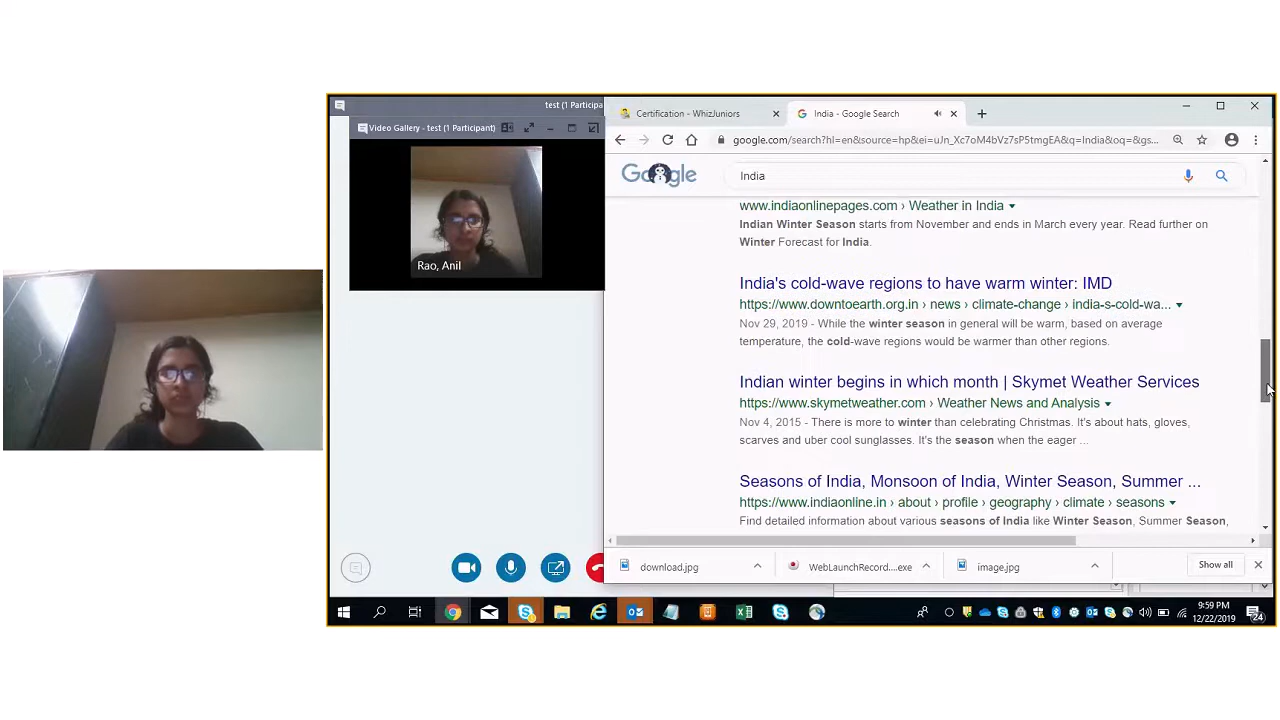 test (1 Participa
Video Gallery - test (1 Participant)
Rao, Anil
Certification - WhizJuniors
India - Google Search
google.com/search?hl=en&source=hp&ei=uJn_Xc7oM4bVz7sP5tmgEA&q=India&oq=&gs...
Google
India
www.indiaonlinepages.com › Weather in India
Indian Winter Season starts from November and ends in March every year. Read further on
Winter Forecast for India.
India's cold-wave regions to have warm winter: IMD
https://www.downtoearth.org.in › news › climate-change › india-s-cold-wa...
Nov 29, 2019 - While the winter season in general will be warm, based on average
temperature, the cold-wave regions would be warmer than other regions.
Indian winter begins in which month | Skymet Weather Services
https://www.skymetweather.com › Weather News and Analysis
Nov 4, 2015 - There is more to winter than celebrating Christmas. It's about hats, gloves,
scarves and uber cool sunglasses. It's the season when the eager ...
Seasons of India, Monsoon of India, Winter Season, Summer ...
https://www.indiaonline.in › about › profile › geography › climate › seasons
Find detailed information about various seasons of India like Winter Season, Summer Season,
download.jpg
WebLaunchRecord....exe
image.jpg
Show all
9:59 PM
12/22/2019
24